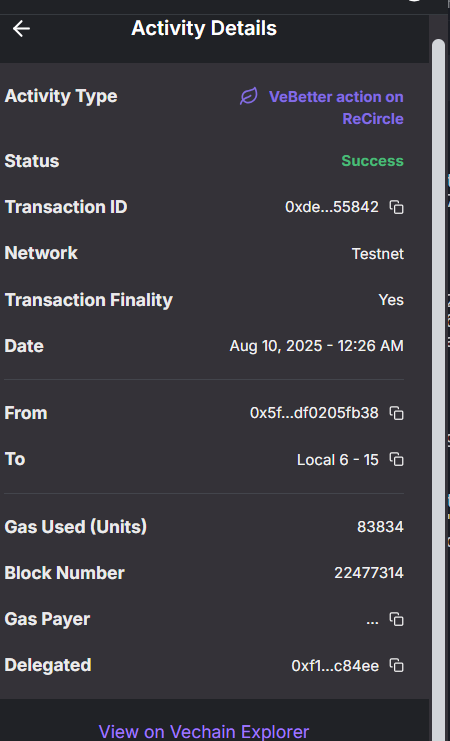 Activity Details
Activity Type
VeBetter action on
ReCircle
Status Success
Transaction ID 0xde...55842
Network Testnet
Transaction Finality Yes
Date Aug 10, 2025 - 12:26 AM
From 0x5f...df0205fb38
To Local 6 - 15
Gas Used (Units) 83834
Block Number 22477314
Gas Payer ...
Delegated 0xf1...c84ee
View on Vechain Explorer